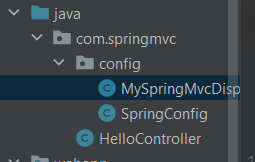 java
com.springmvc
config
MySpringMvcDisp
SpringConfig
HelloController